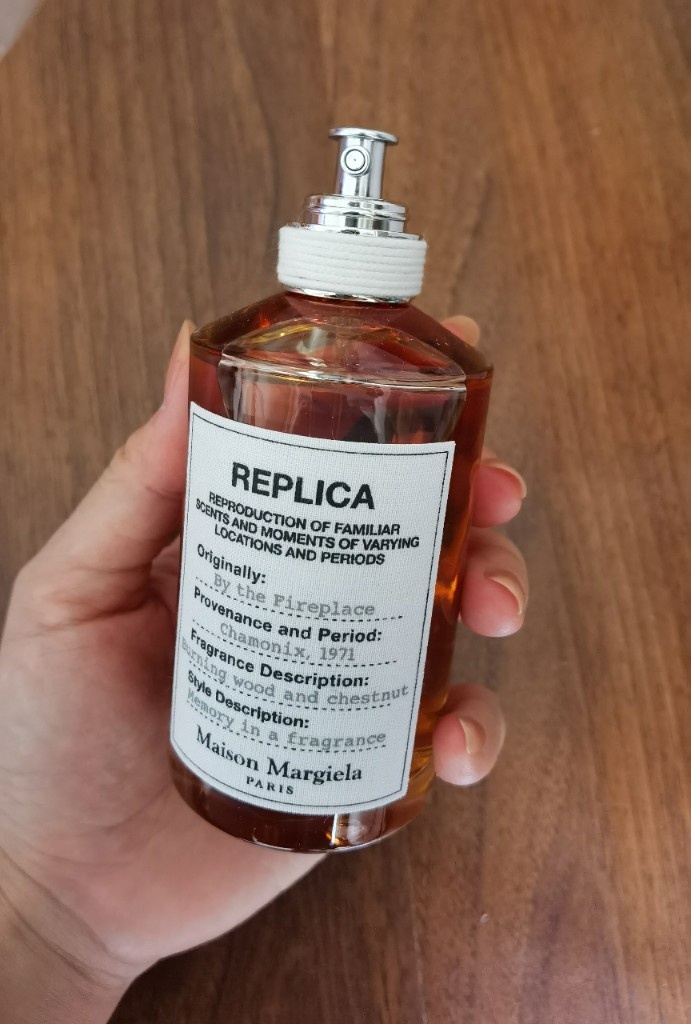 REPLICA
REPRODUCTION OF FAMILIAR
SCENTS AND MOMENTS OF VARYING
LOCATIONS AND PERIODS
Originally:
By the Fireplace
Provenance and Period:
Chamonix, 1971
Fragrance Description:
Burning wood and chestnut
Style Description:
Memory in a fragrance
Maison Margiela
PARIS